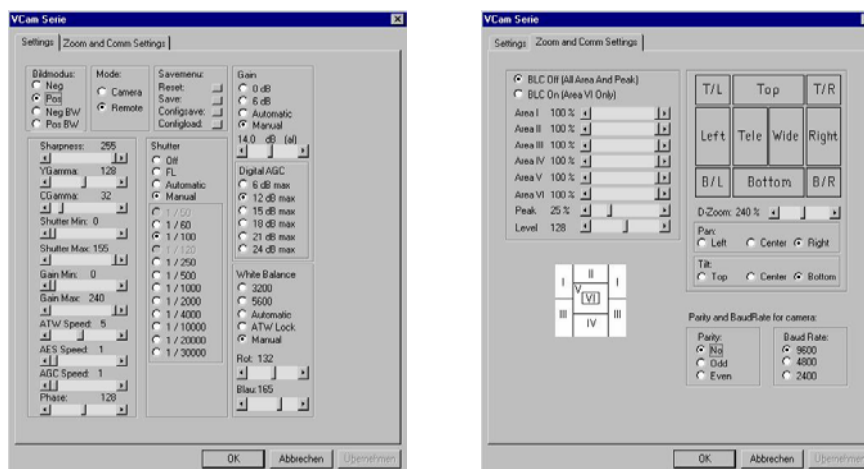 VCam Serie
Settings
Zoom and Comm Settings
Bildmodus:
Neg
Pos
Neg BW
Pos BW
Mode:
Camera
Remote
Savemenu:
Reset:
Save:
Configsave:
Configload:
Gain
0 dB
6 dB
Automatic
Manual
14.0 dB (al)
Sharpness: 255
YGamma: 128
CGamma: 32
Shutter Min: 0
Shutter Max: 155
Gain Min: 0
Gain Max: 240
ATW Speed: 5
AES Speed: 1
AGC Speed: 1
Phase: 128
Shutter
Off
FL
Automatic
Manual
1 / 50
1 / 60
1 / 100
1 / 120
1 / 250
1 / 500
1 / 1000
1 / 2000
1 / 4000
1 / 10000
1 / 20000
1 / 30000
Digital AGC
6 dB max
12 dB max
15 dB max
18 dB max
21 dB max
24 dB max
White Balance
3200
5600
Automatic
ATW Lock
Manual
Rot: 132
Blau: 165
OK
Abbrechen
Übernehmen
VCam Serie
Settings
Zoom and Comm Settings
BLC Off (All Area And Peak)
BLC On (Area VI Only)
Area I 100 %
Area II 100 %
Area III 100 %
Area IV 100 %
Area V 100 %
Area VI 100 %
Peak 25 %
Level 128
T/L Top T/R
Left Tele Wide Right
B/L Bottom B/R
D-Zoom: 240 %
Pan:
Left Center Right
Tilt:
Top Center Bottom
I II I
V VI
III IV III
Parity and BaudRate for camera:
Parity:
No
Odd
Even
Baud Rate:
9600
4800
2400
OK
Abbrechen
Übernehmen